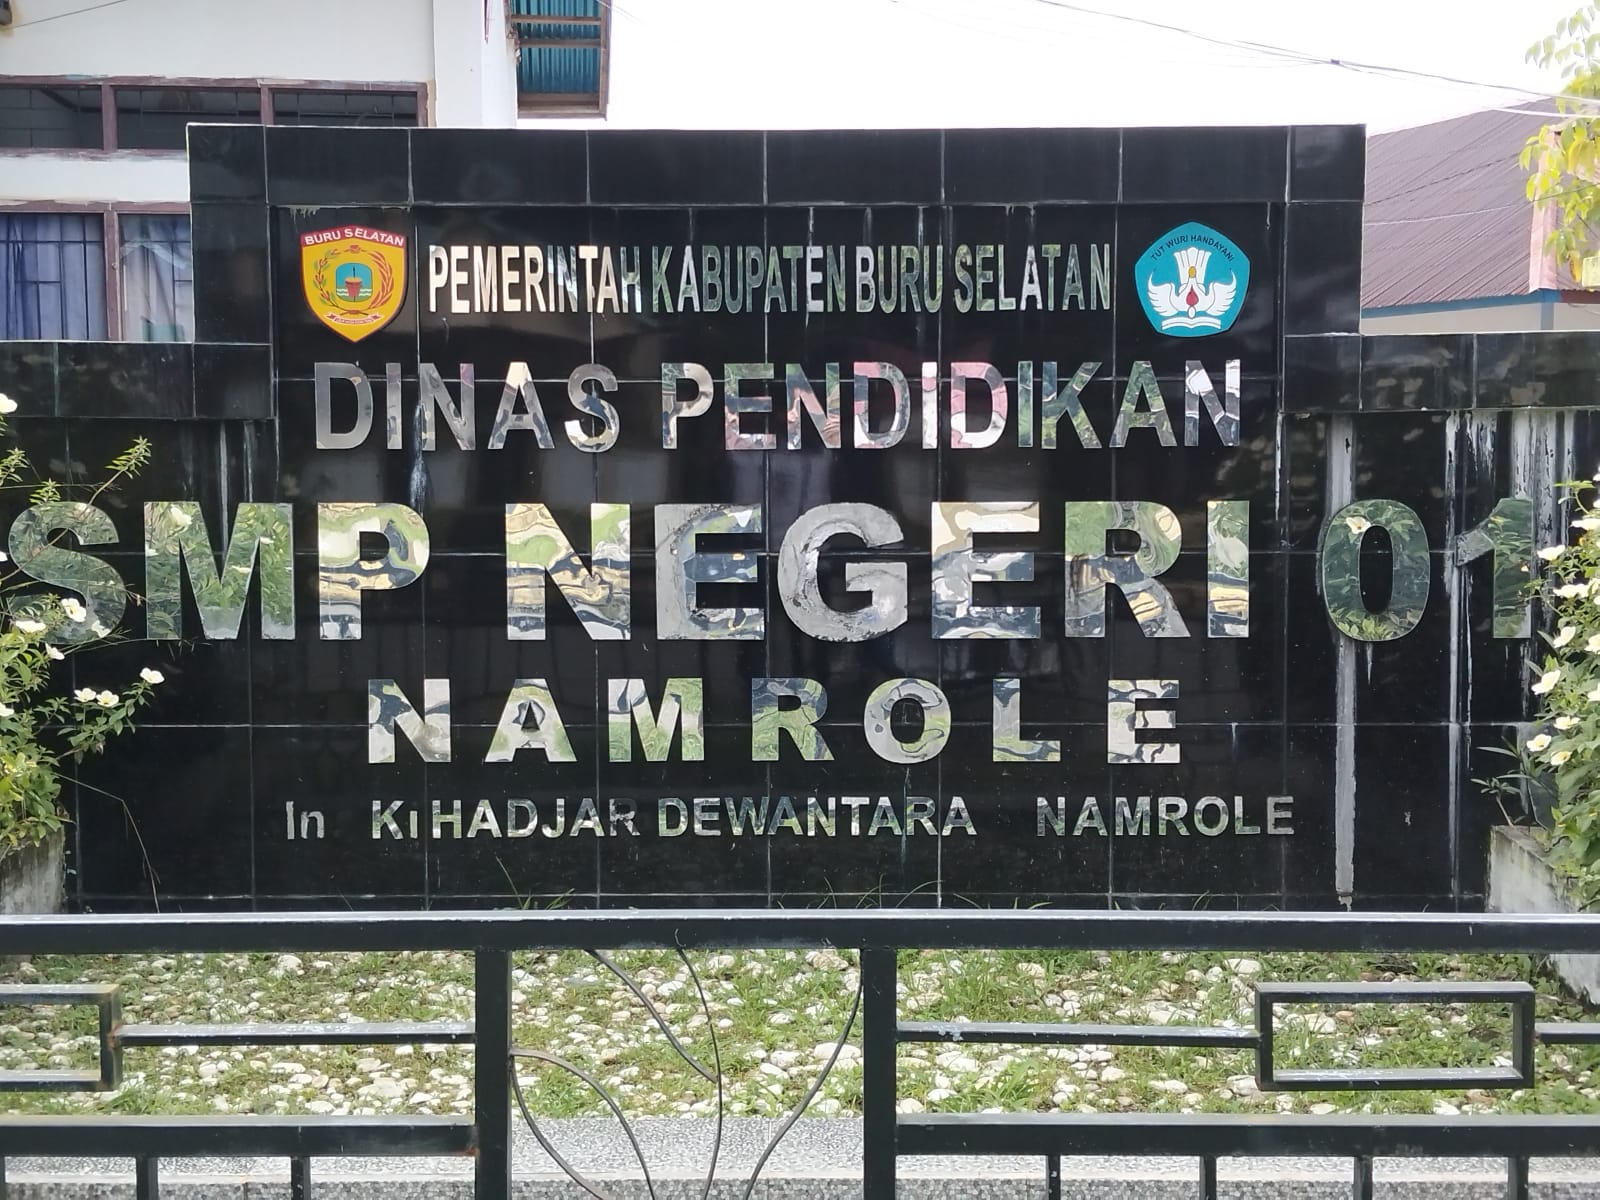 BURU SELATAN
PEMERINTAH KABUPATEN BURU SELATAN
TUT WURI HANDAYANI
DINAS PENDIDIKAN
SMP NEGERI 01
NAMROLE
ln Ki HADJAR DEWANTARA NAMROLE